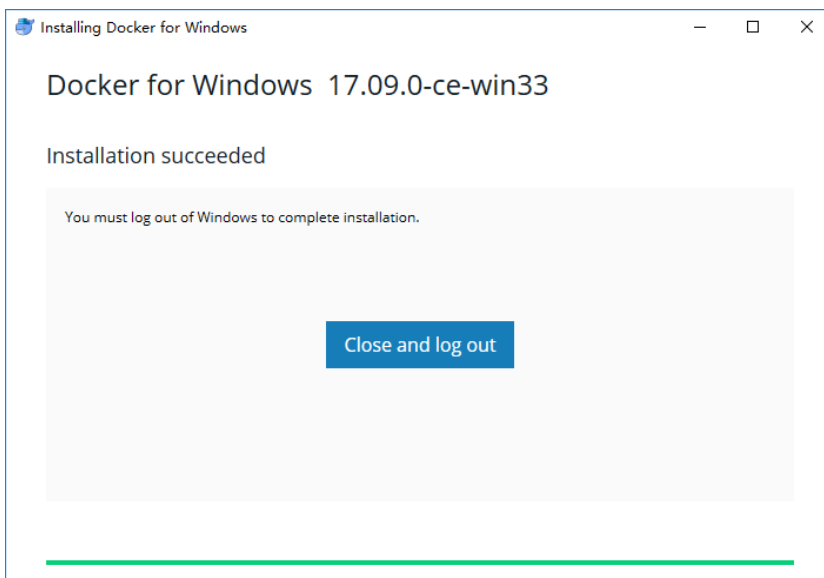 Installing Docker for Windows
Docker for Windows 17.09.0-ce-win33
Installation succeeded
You must log out of Windows to complete installation.
Close and log out